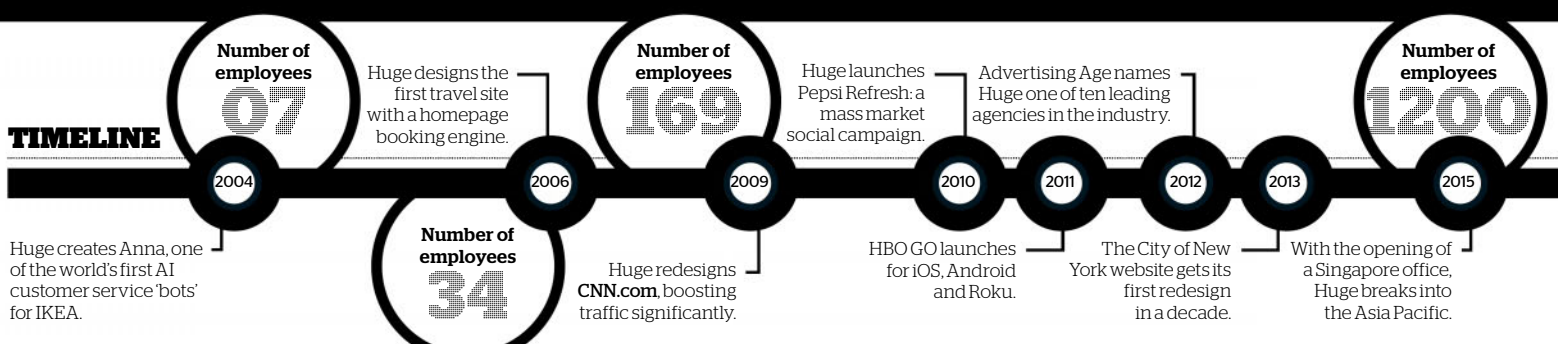 TIMELINE
Number of
employees
07
2004
Huge creates Anna, one
of the world's first AI
customer service 'bots'
for IKEA.
Huge designs the
first travel site
with a homepage
booking engine.
2006
Number of
employees
34
Number of
employees
169
2009
Huge redesigns
CNN.com, boosting
traffic significantly.
Huge launches
Pepsi Refresh: a
mass market
social campaign.
2010
HBO GO launches
for iOS, Android
and Roku.
2011
Advertising Age names
Huge one of ten leading
agencies in the industry.
2012
The City of New
York website gets its
first redesign
in a decade.
2013
Number of
employees
1200
2015
With the opening of
a Singapore office,
Huge breaks into
the Asia Pacific.